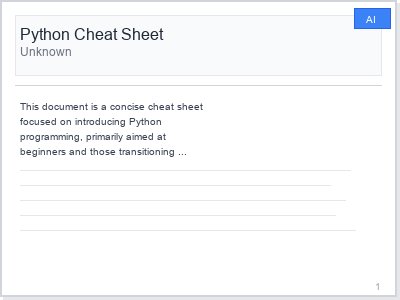 AI
Python Cheat Sheet
Unknown
This document is a concise cheat sheet
focused on introducing Python
programming, primarily aimed at
beginners and those transitioning ...
1